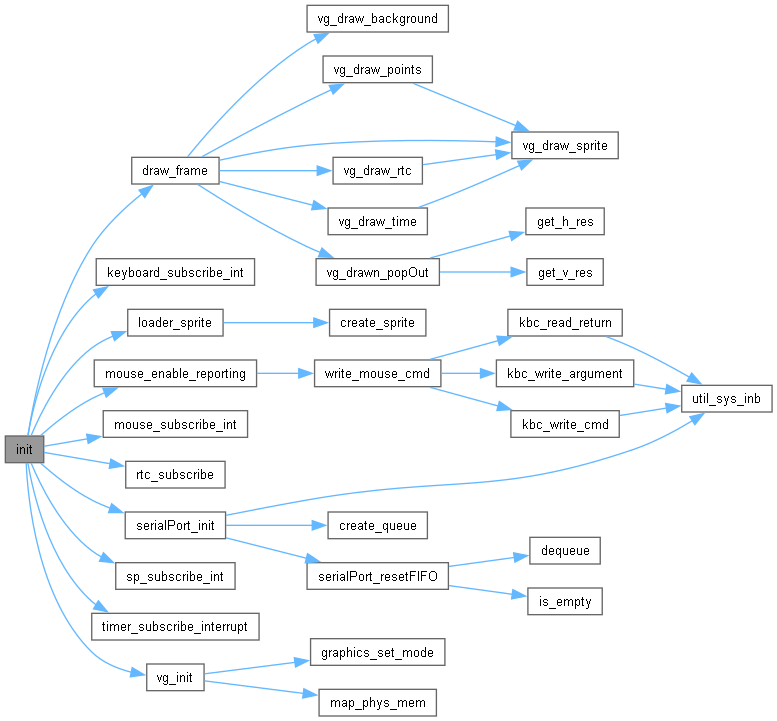 vg_draw_background
vg_draw_points
vg_draw_sprite
draw_frame
vg_draw_rtc
vg_draw_time
get_h_res
keyboard_subscribe_int
vg_drawn_popOut
get_v_res
loader_sprite
create_sprite
kbc_read_return
mouse_enable_reporting
write_mouse_cmd
kbc_write_argument
util_sys_inb
mouse_subscribe_int
kbc_write_cmd
init
rtc_subscribe
serialPort_init
create_queue
dequeue
sp_subscribe_int
serialPort_resetFIFO
is_empty
timer_subscribe_interrupt
graphics_set_mode
vg_init
map_phys_mem